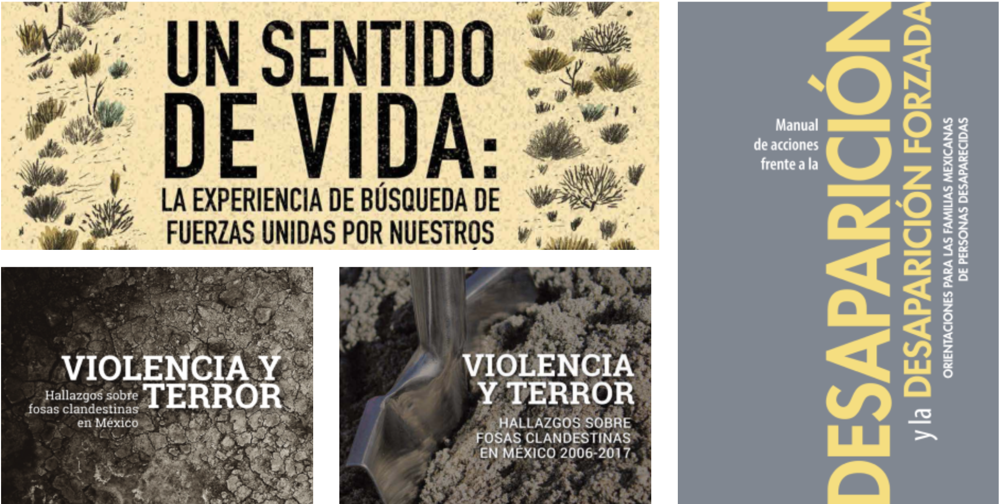 UN SENTIDO
DE VIDA:
LA EXPERIENCIA DE BÚSQUEDA DE
FUERZAS UNIDAS POR NUESTROS
VIOLENCIA Y
TERROR
Hallazgos sobre
fosas clandestinas
en México
VIOLENCIA
Y TERROR
HALLAZGOS SOBRE
FOSAS CLANDESTINAS
EN MÉXICO 2006-2017
Manual
de acciones
frente a la
DESAPARICIÓN
y la DESAPARICIÓN FORZADA
ORIENTACIONES PARA LAS FAMILIAS MEXICANAS
DE PERSONAS DESAPARECIDAS